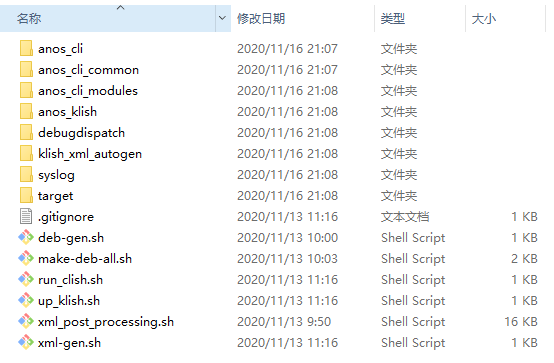 名称 修改日期 类型 大小
anos_cli 2020/11/16 21:07 文件夹
anos_cli_common 2020/11/16 21:07 文件夹
anos_cli_modules 2020/11/16 21:08 文件夹
anos_klish 2020/11/16 21:08 文件夹
debugdispatch 2020/11/16 21:08 文件夹
klish_xml_autogen 2020/11/16 21:08 文件夹
syslog 2020/11/16 21:08 文件夹
target 2020/11/16 21:08 文件夹
.gitignore 2020/11/13 11:16 文本文档 1 KB
deb-gen.sh 2020/11/13 10:00 Shell Script 1 KB
make-deb-all.sh 2020/11/13 10:03 Shell Script 2 KB
run_clish.sh 2020/11/13 11:16 Shell Script 1 KB
up_klish.sh 2020/11/13 11:16 Shell Script 1 KB
xml_post_processing.sh 2020/11/13 9:50 Shell Script 16 KB
xml-gen.sh 2020/11/13 11:16 Shell Script 1 KB